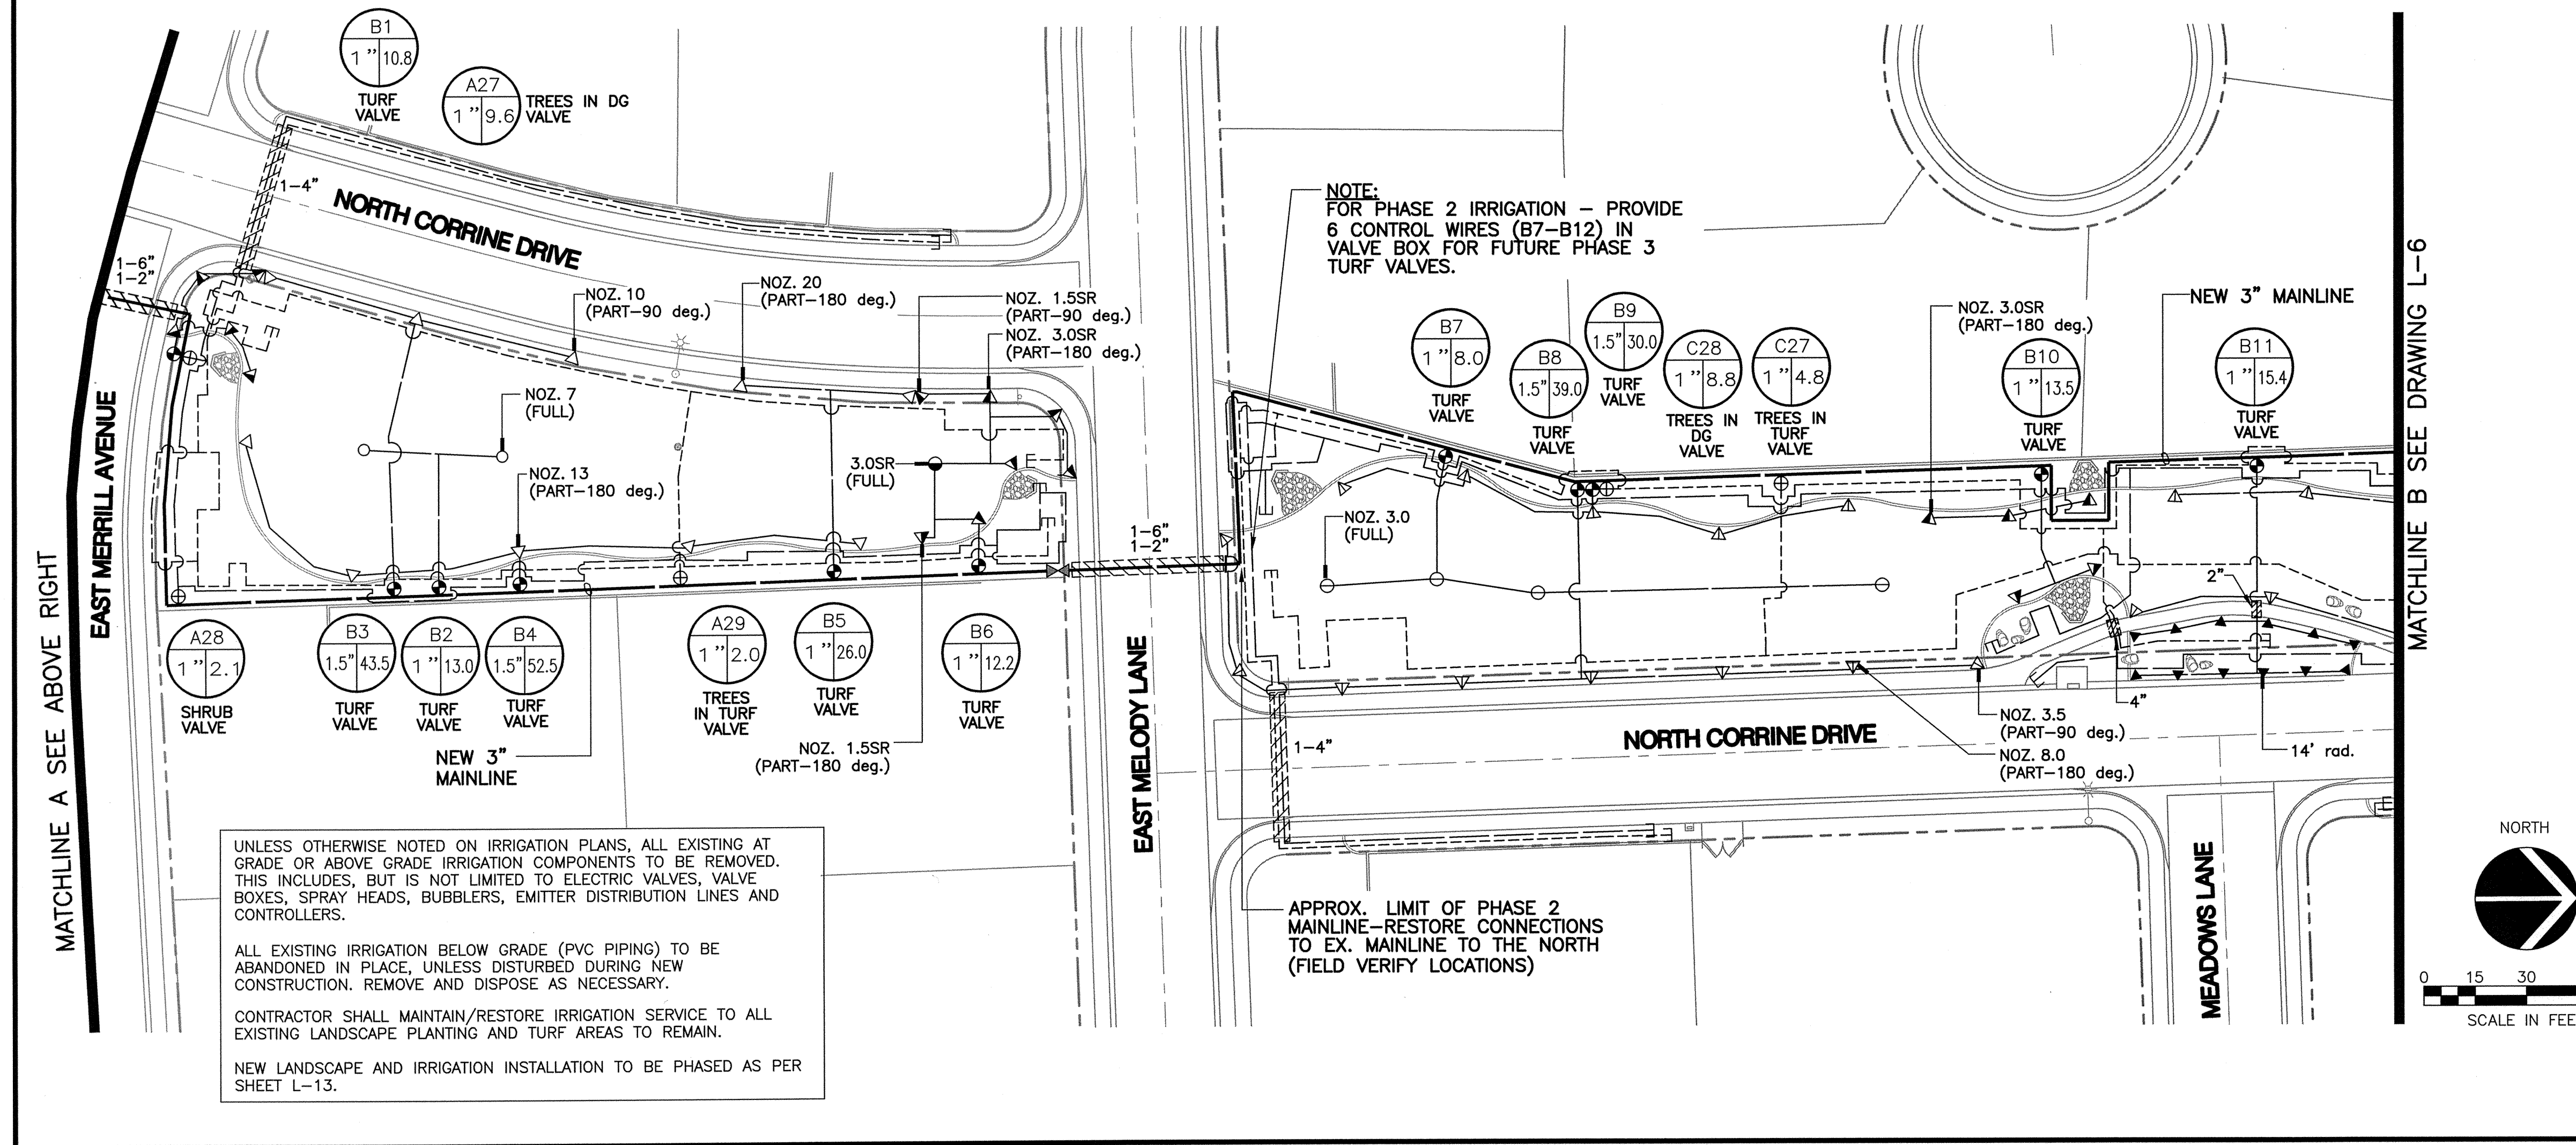 B1
1" 10.8
TURF
VALVE
A27
1" 9.6
TREES IN DG
VALVE
1-4"
NORTH CORRINE DRIVE
1-6"
1-2"
NOZ. 10
(PART-90 deg.)
NOZ. 20
(PART-180 deg.)
NOZ. 1.5SR
(PART-90 deg.)
NOZ. 3.0SR
(PART-180 deg.)
NOZ. 7
(FULL)
NOZ. 13
(PART-180 deg.)
3.0SR
(FULL)
E
EAST MERRILL AVENUE
MATCHLINE A SEE ABOVE RIGHT
A28
1" 2.1
SHRUB
VALVE
B3
1.5" 43.5
TURF
VALVE
B2
1" 13.0
TURF
VALVE
B4
1.5" 52.5
TURF
VALVE
A29
1" 2.0
TREES
IN TURF
VALVE
B5
1" 26.0
TURF
VALVE
B6
1" 12.2
TURF
VALVE
NEW 3"
MAINLINE
NOZ. 1.5SR
(PART-180 deg.)
1-6"
1-2"
EAST MELODY LANE
NOTE:
FOR PHASE 2 IRRIGATION - PROVIDE
6 CONTROL WIRES (B7-B12) IN
VALVE BOX FOR FUTURE PHASE 3
TURF VALVES.
B7
1" 8.0
TURF
VALVE
B8
1.5" 39.0
TURF
VALVE
B9
1.5" 30.0
TURF
VALVE
C28
1" 8.8
TREES IN
DG
VALVE
C27
1" 4.8
TREES IN
TURF
VALVE
NOZ. 3.0SR
(PART-180 deg.)
B10
1" 13.5
TURF
VALVE
NEW 3" MAINLINE
B11
1" 15.4
TURF
VALVE
NOZ. 3.0
(FULL)
2"
4"
NOZ. 3.5
(PART-90 deg.)
NOZ. 8.0
(PART-180 deg.)
14' rad.
1-4"
NORTH CORRINE DRIVE
MATCHLINE B SEE DRAWING L-6
MEADOWS LANE
APPROX. LIMIT OF PHASE 2
MAINLINE-RESTORE CONNECTIONS
TO EX. MAINLINE TO THE NORTH
(FIELD VERIFY LOCATIONS)
UNLESS OTHERWISE NOTED ON IRRIGATION PLANS, ALL EXISTING AT
GRADE OR ABOVE GRADE IRRIGATION COMPONENTS TO BE REMOVED.
THIS INCLUDES, BUT IS NOT LIMITED TO ELECTRIC VALVES, VALVE
BOXES, SPRAY HEADS, BUBBLERS, EMITTER DISTRIBUTION LINES AND
CONTROLLERS.
ALL EXISTING IRRIGATION BELOW GRADE (PVC PIPING) TO BE
ABANDONED IN PLACE, UNLESS DISTURBED DURING NEW
CONSTRUCTION. REMOVE AND DISPOSE AS NECESSARY.
CONTRACTOR SHALL MAINTAIN/RESTORE IRRIGATION SERVICE TO ALL
EXISTING LANDSCAPE PLANTING AND TURF AREAS TO REMAIN.
NEW LANDSCAPE AND IRRIGATION INSTALLATION TO BE PHASED AS PER
SHEET L-13.
NORTH
0 15 30
SCALE IN FEE